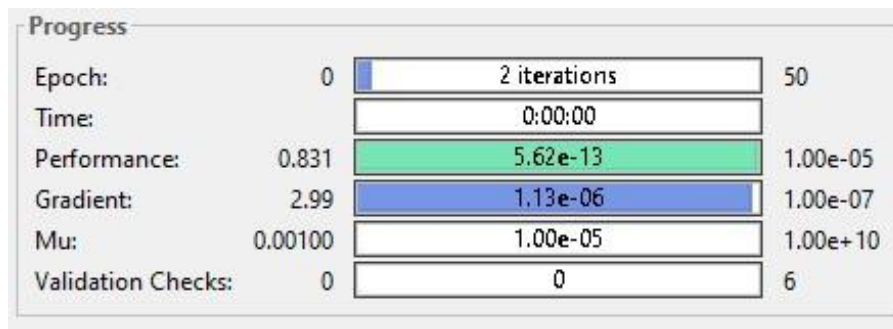 Progress
Epoch: 0 2 iterations 50
Time: 0:00:00
Performance: 0.831 5.62e-13 1.00e-05
Gradient: 2.99 1.13e-06 1.00e-07
Mu: 0.00100 1.00e-05 1.00e+10
Validation Checks: 0 0 6